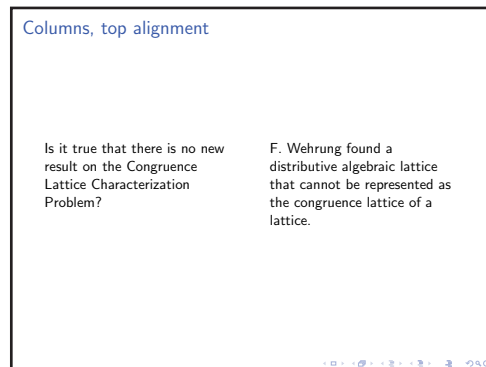 Columns, top alignment
Is it true that there is no new
result on the Congruence
Lattice Characterization
Problem?
F. Wehrung found a
distributive algebraic lattice
that cannot be represented as
the congruence lattice of a
lattice.